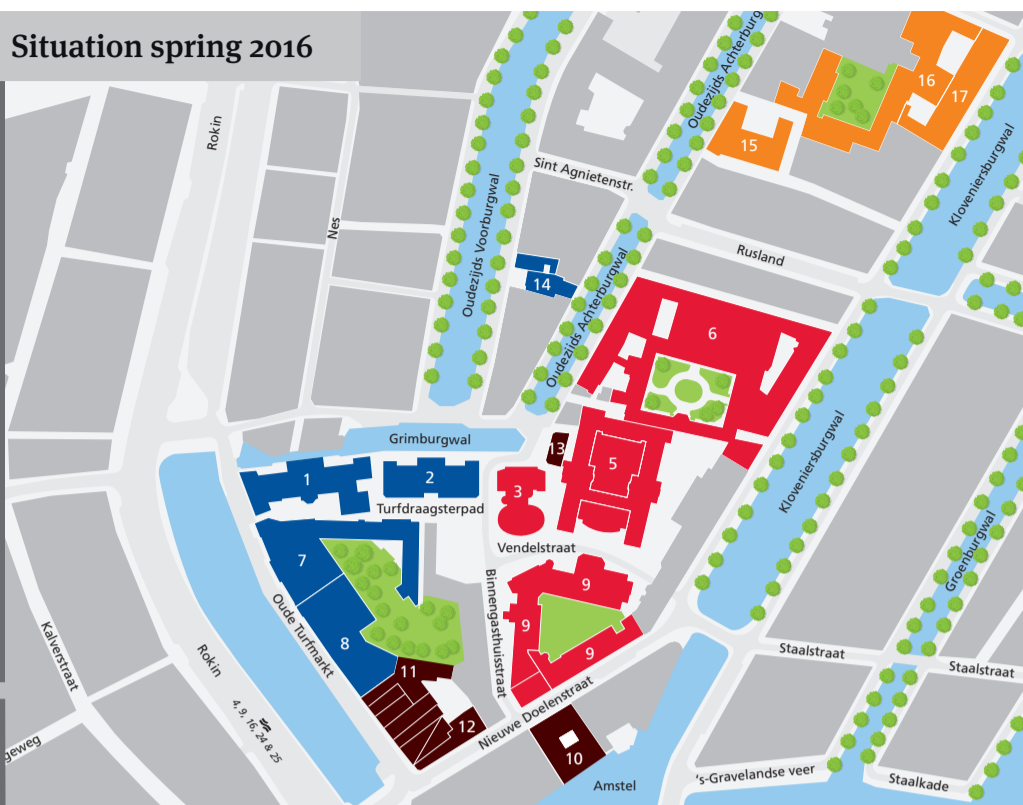 Situation spring 2016
Oudezijds Achterburg
16
17
15
Rokin
Sint Agnietenstr.
Kloveniersburgwal
Nes
Oudezijds Voorburgwal
Rusland
14
Oudezijds Achterburgwal
6
Grimburgwal
13
5
Kloveniersburgwal
1
2
3
Turfdraagsterpad
Vendelstraat
Groenburgwal
7
9
Oude Turfmarkt
Binnengasthuisstraat
8
9
9
Kalverstraat
Rokin
4, 9, 16, 24 & 25
11
12
Nieuwe Doelenstraat
Staalstraat
Staalstraat
geweg
10
Amstel
's-Gravelandse veer
Staalkade